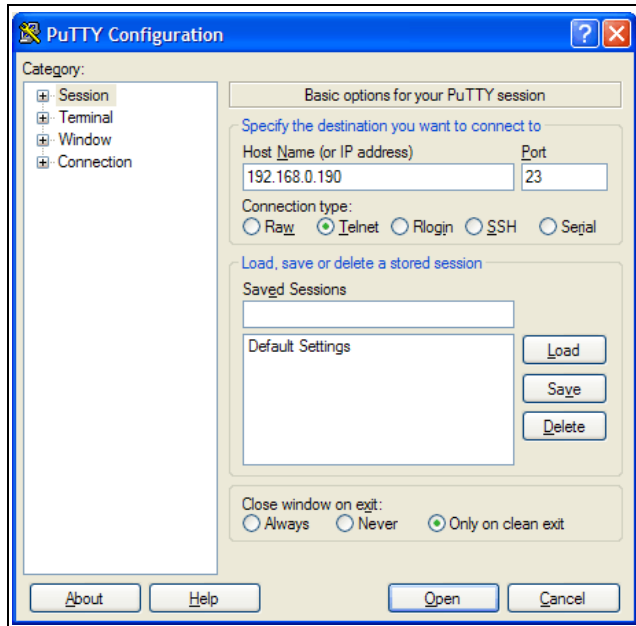 PuTTY Configuration
Category:
Session
Terminal
Window
Connection
Basic options for your PuTTY session
Specify the destination you want to connect to
Host Name (or IP address) Port
192.168.0.190 23
Connection type:
Raw Telnet Rlogin SSH Serial
Load, save or delete a stored session
Saved Sessions
Default Settings
Load
Save
Delete
Close window on exit:
Always Never Only on clean exit
About Help Open Cancel